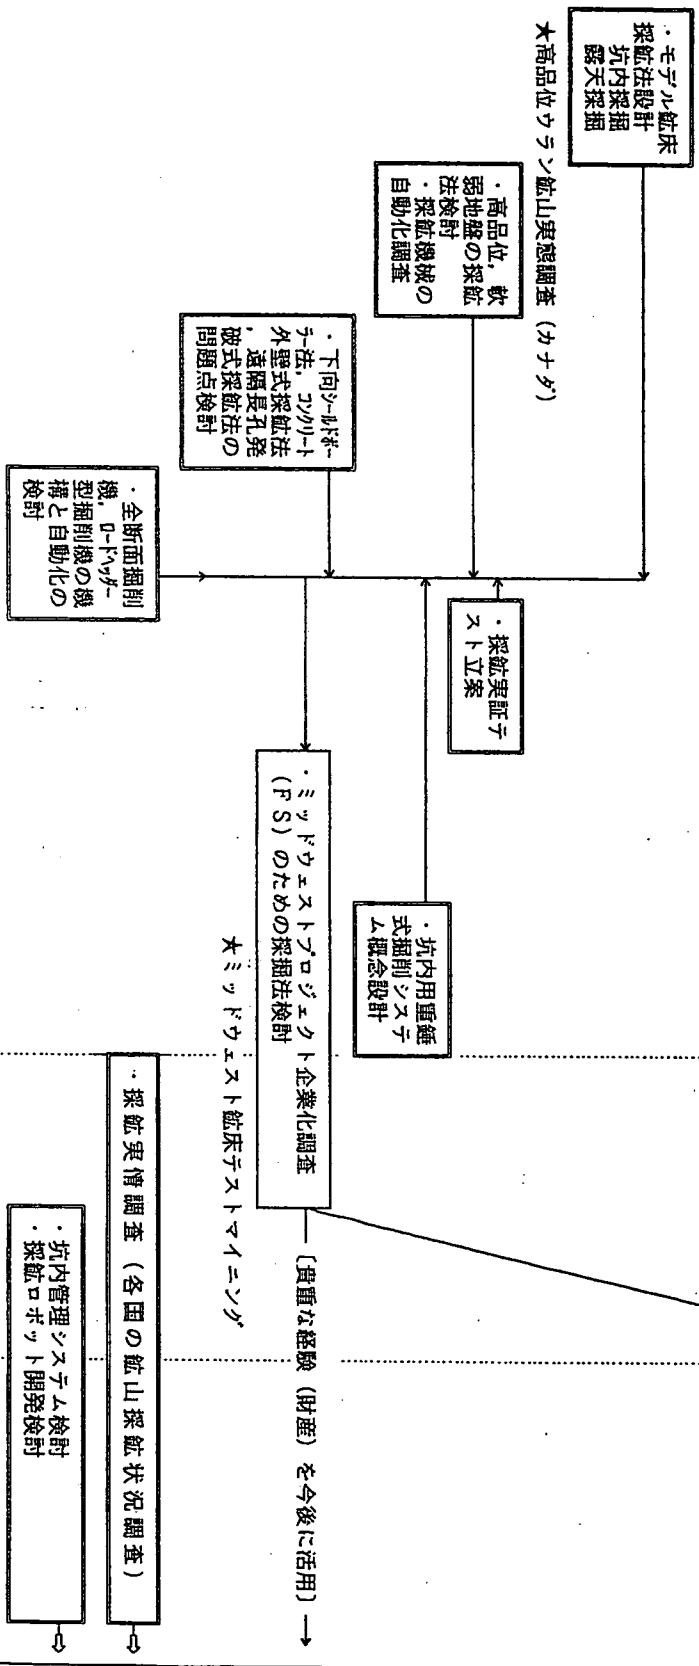 ・モデル鉱床
採鉱法設計
坑内採掘
露天採掘
★高品位ウラン鉱山実態調査（カナダ）
・高品位，軟
弱地盤の採鉱
法検討
・採鉱機械の
自動化調査
・下向シールドボー
ラー法，コンクリート
外壁式採鉱法
，遠隔長孔発
破式採鉱法の
問題点検討
・全断面掘削
機，ロードヘッダー
型掘削機の機
構と自動化の
検討
・採鉱実証テ
スト立案
・坑内用重錘
式掘削システ
ム概念設計
・ミッドウェストプロジェクト企業化調査
（ＦＳ）のための採掘法検討
★ミッドウェスト鉱床テストマイニング
［貴重な経験（財産）を今後に活用］
・採鉱実情調査（各国の鉱山採鉱状況調査）
・坑内管理システム検討
・採鉱ロボット開発検討